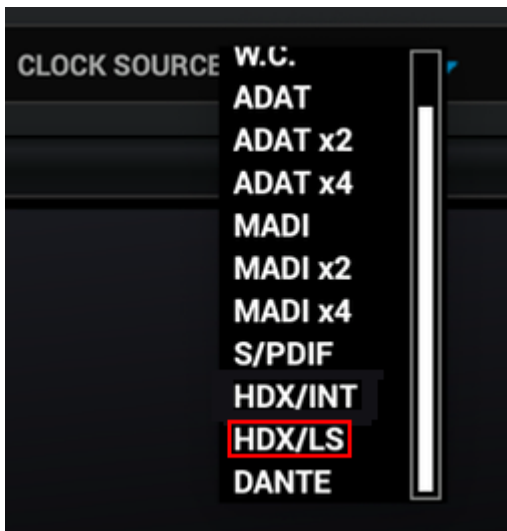 CLOCK SOURCE
W.C.
ADAT
ADAT x2
ADAT x4
MADI
MADI x2
MADI x4
S/PDIF
HDX/INT
HDX/LS
DANTE